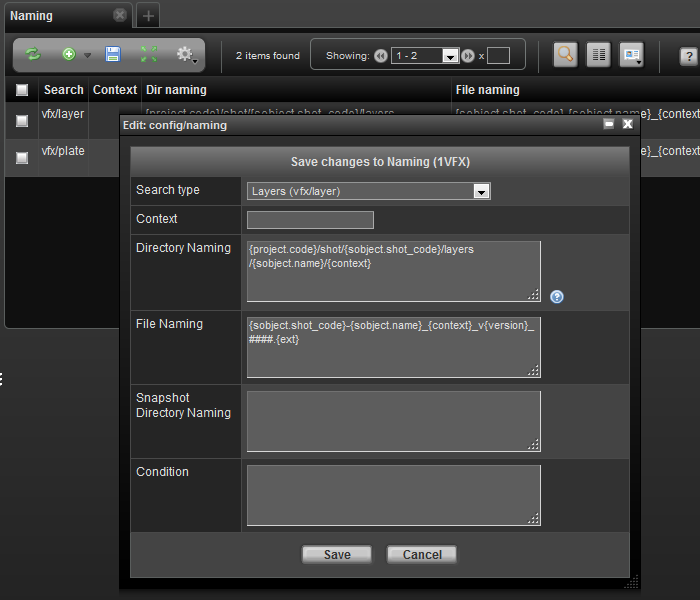 Naming
2 items found
Showing:
1 - 2
x
?
Search Context Dir naming File naming
vfx/layer {project.code}/shot/{sobject.shot_code}/layers {sobject.shot_code}-{sobject.name}_{context
vfx/plate e}_{context
Edit: config/naming
Save changes to Naming (1VFX)
Search type
Layers (vfx/layer)
Context
Directory Naming
{project.code}/shot/{sobject.shot_code}/layers
/{sobject.name}/{context}
?
File Naming
{sobject.shot_code}-{sobject.name}_{context}_v{version}_
####.{ext}
Snapshot
Directory Naming
Condition
Save Cancel